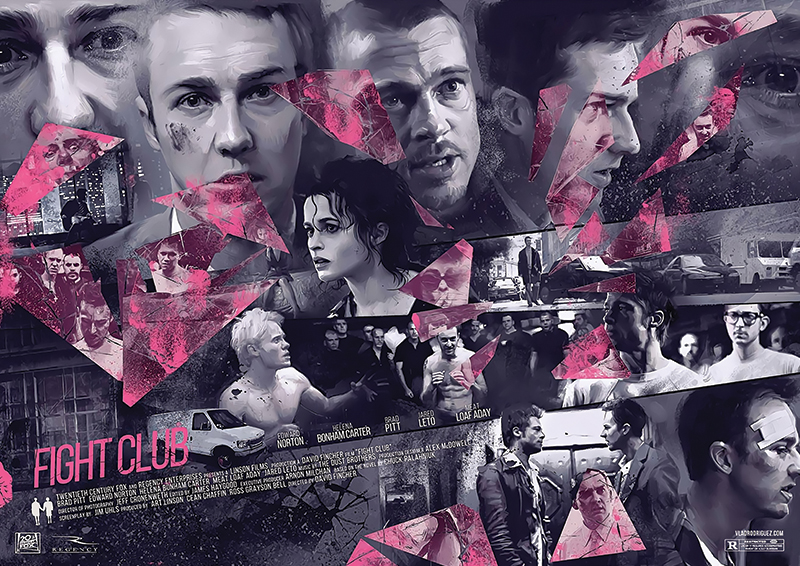 EDWARD
NORTON
HELENA
BONHAM CARTER
BRAD
PITT
JARED
LETO
MEAT
LOAF ADAY
FIGHT CLUB
TWENTIETH CENTURY FOX AND REGENCY ENTERPRISES PRESENTS A LINSON FILMS PRODUCTION A DAVID FINCHER FILM "FIGHT CLUB" PRODUCTION DESIGNER ALEX McDOWELL
BRAD PITT EDWARD NORTON HELENA BONHAM CARTER MEAT LOAF ADAY JARED LETO MUSIC BY THE DUST BROTHERS BASED ON THE NOVEL BY CHUCK PALAHNIUK
DIRECTOR OF PHOTOGRAPHY JEFF CRONENWETH EDITED BY JAMES HAYGOOD EXECUTIVE PRODUCER ARNON MILCHAN
SCREENPLAY BY JIM UHLS PRODUCED BY ART LINSON CEAN CHAFFIN ROSS GRAYSON BELL DIRECTED BY DAVID FINCHER
FOX
REGENCY
VLADRODRIGUEZ.COM
R RESTRICTED